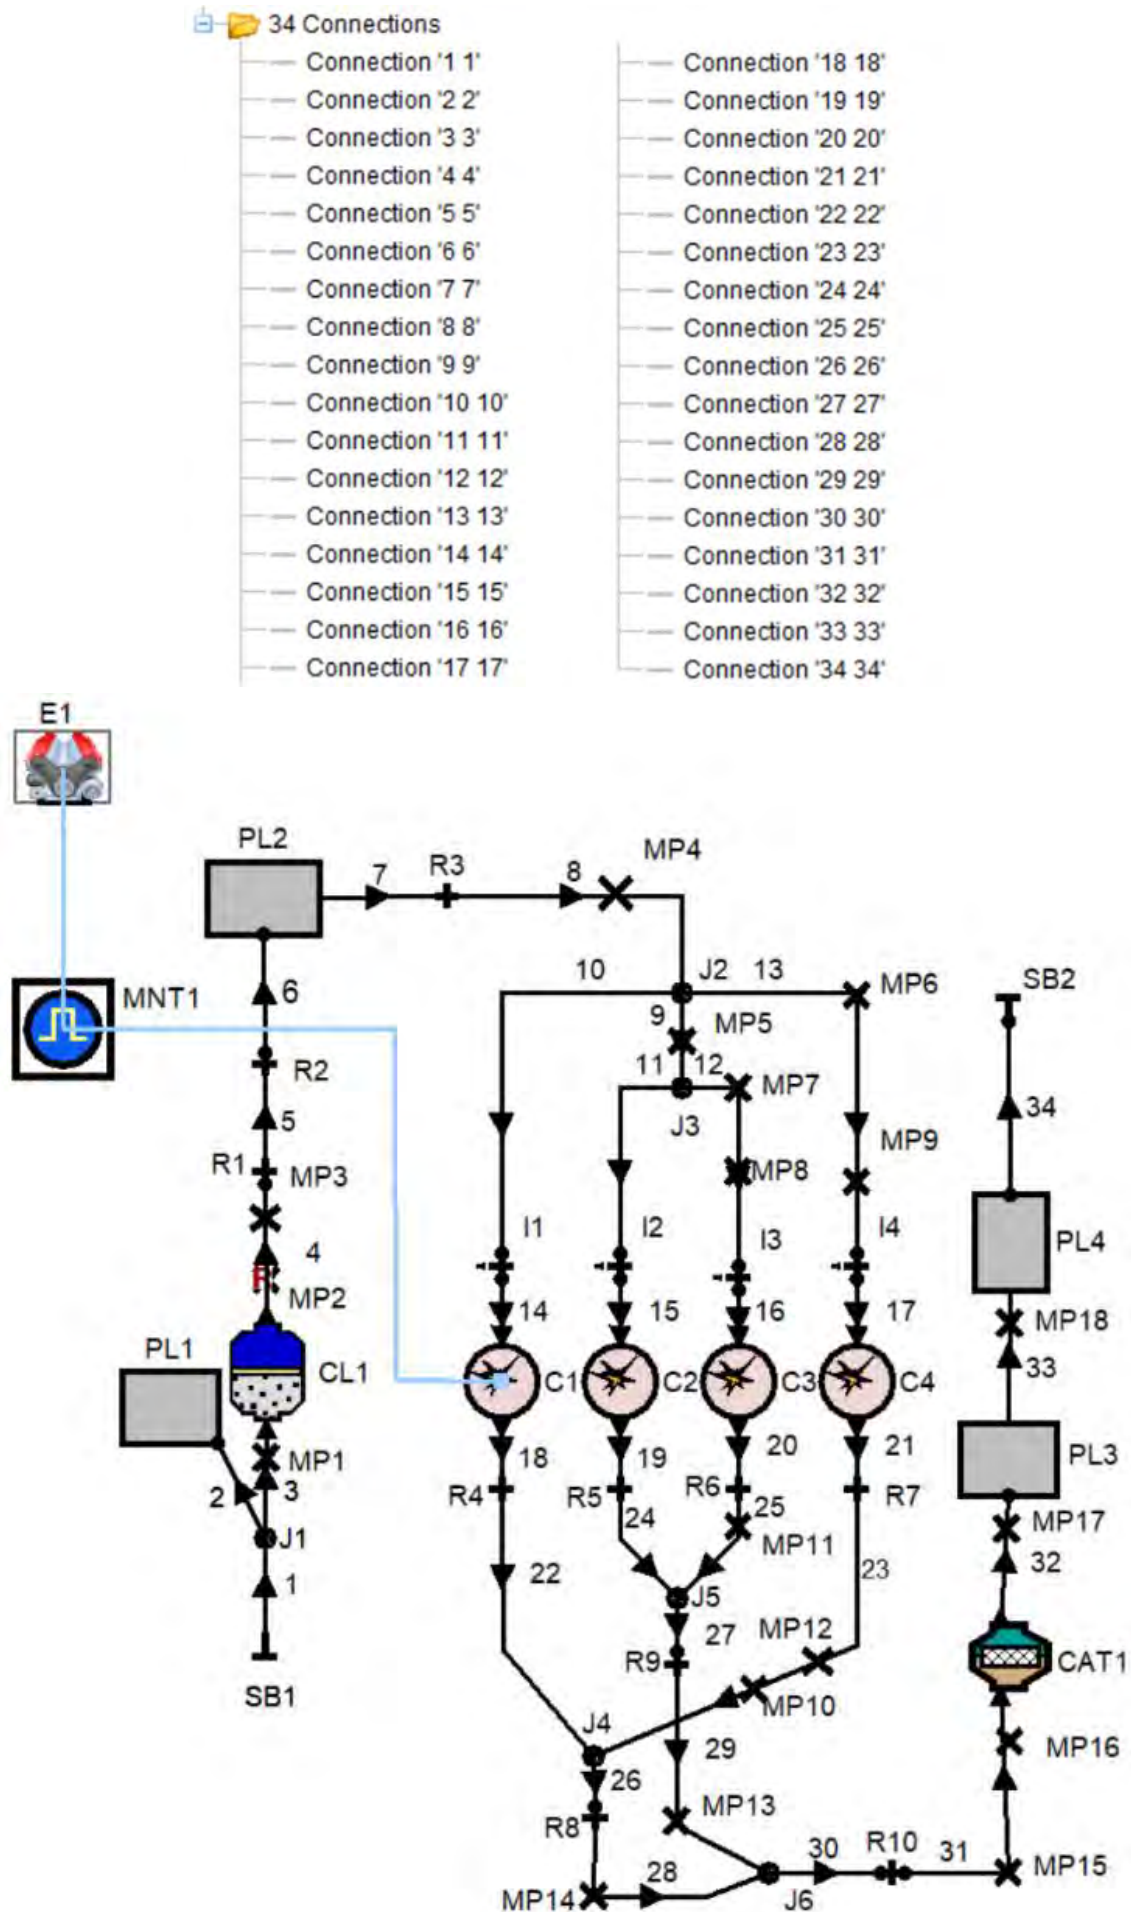 34 Connections
Connection '1 1'
Connection '2 2'
Connection '3 3'
Connection '4 4'
Connection '5 5'
Connection '6 6'
Connection '7 7'
Connection '8 8'
Connection '9 9'
Connection '10 10'
Connection '11 11'
Connection '12 12'
Connection '13 13'
Connection '14 14'
Connection '15 15'
Connection '16 16'
Connection '17 17'
Connection '18 18'
Connection '19 19'
Connection '20 20'
Connection '21 21'
Connection '22 22'
Connection '23 23'
Connection '24 24'
Connection '25 25'
Connection '26 26'
Connection '27 27'
Connection '28 28'
Connection '29 29'
Connection '30 30'
Connection '31 31'
Connection '32 32'
Connection '33 33'
Connection '34 34'
E1
PL2
7
R3
8
MP4
MNT1
6
10
J2
13
MP6
SB2
9
MP5
R2
11
12
MP7
5
J3
34
MP9
R1
MP3
MP8
4
I1
I2
I3
I4
PL4
R
MP2
14
15
16
17
MP18
PL1
CL1
C1
C2
C3
C4
33
MP1
18
19
20
21
PL3
2
3
R4
R5
R6
R7
24
25
MP17
J1
MP11
1
22
23
32
J5
27
MP12
R9
CAT1
SB1
MP10
J4
29
MP16
26
MP13
R8
30
R10
31
MP15
28
MP14
J6